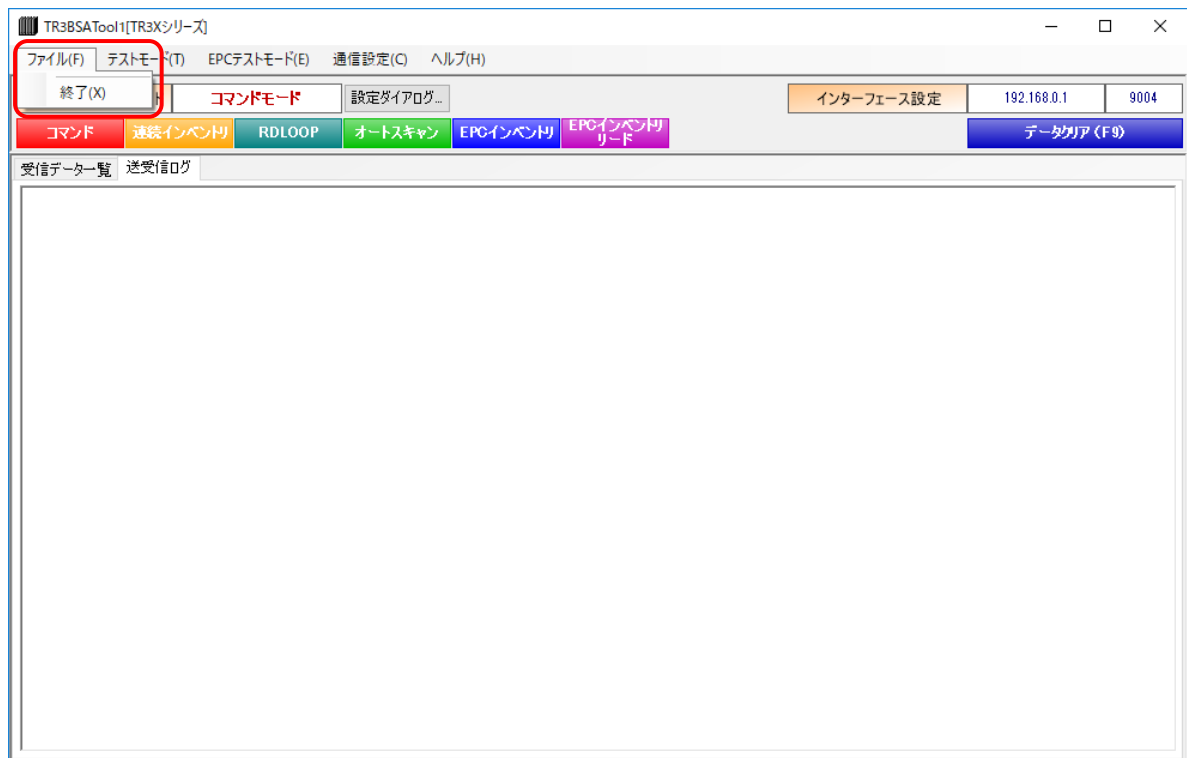 TR3BSATool1[TR3Xシリーズ]
ファイル(F) テストモード(T) EPCテストモード(E) 通信設定(C) ヘルプ(H)
終了(X)
コマンドモード 設定ダイアログ... インターフェース設定 192.168.0.1 9004
コマンド 連続インベントリ RDLOOP オートスキャン EPCインベントリ EPCインベントリ
リード データクリア(F9)
受信データ一覧 送受信ログ